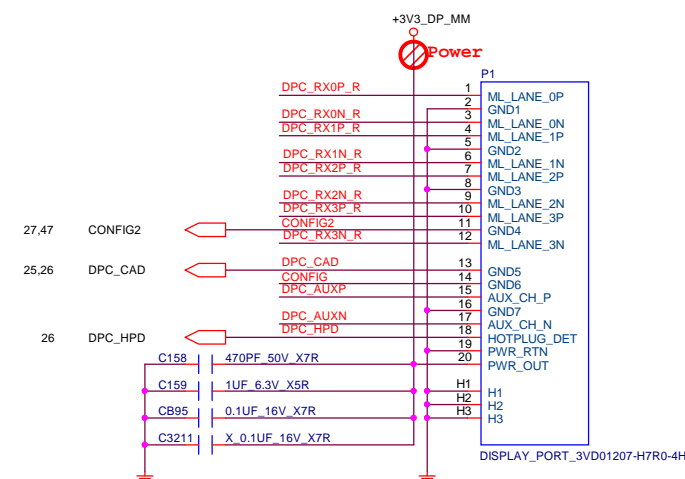 +3V3_DP_MM
Power
P1
DPC_RX0P_R 1 ML_LANE_0P
2 GND1
DPC_RX0N_R 3 ML_LANE_0N
DPC_RX1P_R 4 ML_LANE_1P
5 GND2
DPC_RX1N_R 6 ML_LANE_1N
DPC_RX2P_R 7 ML_LANE_2P
8 GND3
DPC_RX2N_R 9 ML_LANE_2N
DPC_RX3P_R 10 ML_LANE_3P
27,47 CONFIG2 CONFIG2 11 GND4
DPC_RX3N_R 12 ML_LANE_3N
25,26 DPC_CAD DPC_CAD 13 GND5
CONFIG 14 GND6
DPC_AUXP 15 AUX_CH_P
16 GND7
DPC_AUXN 17 AUX_CH_N
26 DPC_HPD DPC_HPD 18 HOTPLUG_DET
19 PWR_RTN
C158 470PF_50V_X7R 20 PWR_OUT
C159 1UF_6.3V_X5R H1 H1
CB95 0.1UF_16V_X7R H2 H2
H3 H3
C3211 X_0.1UF_16V_X7R
DISPLAY_PORT_3VD01207-H7R0-4H